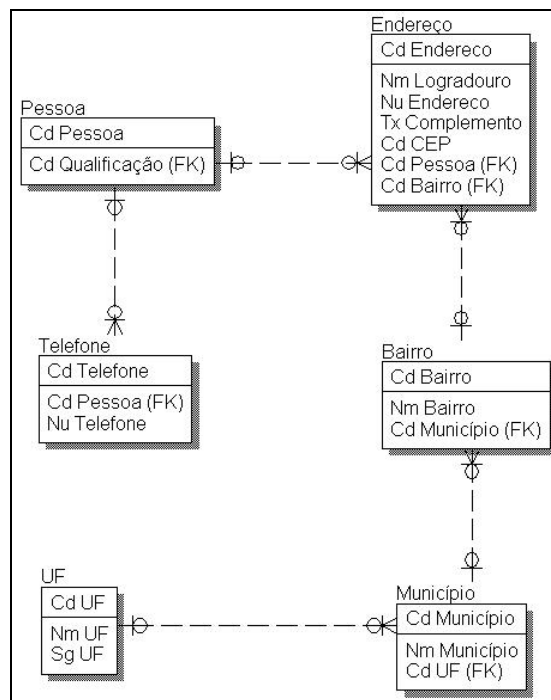 Endereço
Cd Endereco
Nm Logradouro
Nu Endereco
Tx Complemento
Cd CEP
Cd Pessoa (FK)
Cd Bairro (FK)
Pessoa
Cd Pessoa
Cd Qualificação (FK)
Telefone
Cd Telefone
Cd Pessoa (FK)
Nu Telefone
Bairro
Cd Bairro
Nm Bairro
Cd Município (FK)
UF
Cd UF
Nm UF
Sg UF
Município
Cd Município
Nm Município
Cd UF (FK)